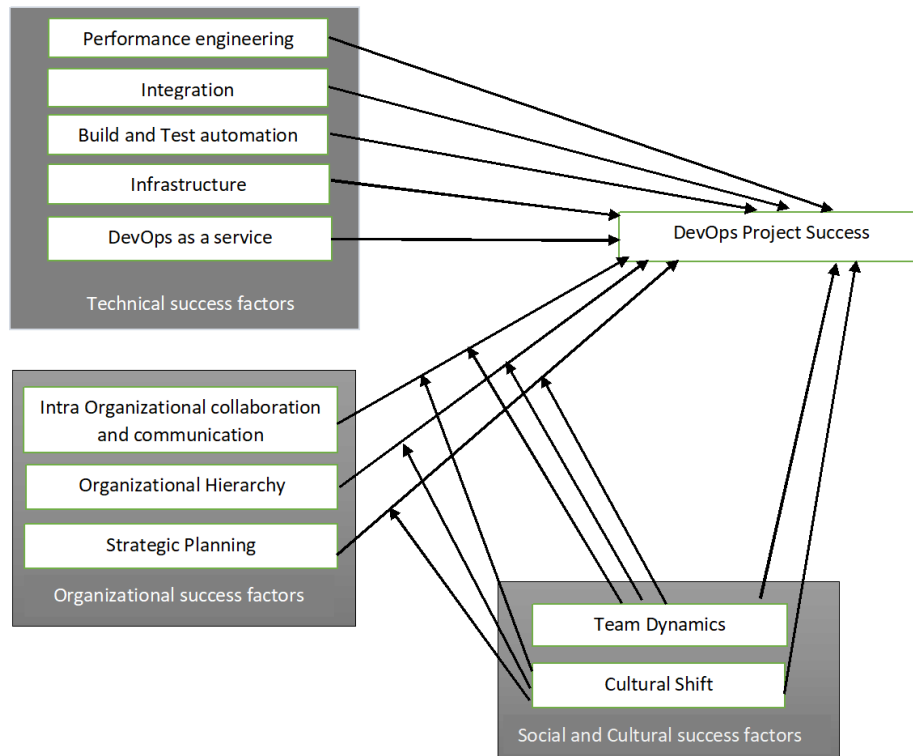 Performance engineering
Integration
Build and Test automation
Infrastructure
DevOps as a service
Technical success factors
DevOps Project Success
Intra Organizational collaboration
and communication
Organizational Hierarchy
Strategic Planning
Organizational success factors
Team Dynamics
Cultural Shift
Social and Cultural success factors